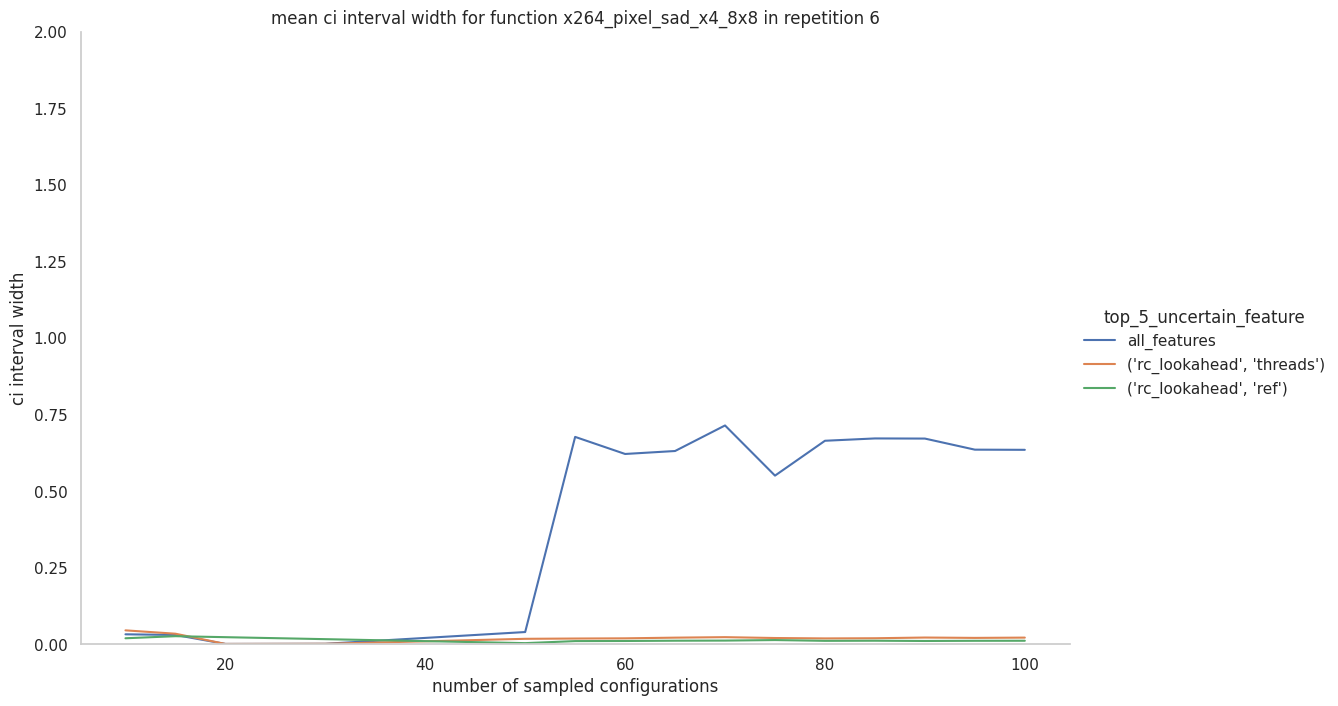 mean ci interval width for function x264_pixel_sad_x4_8x8 in repetition 6
2.00
1.75
1.50
1.25
1.00
0.75
0.50
0.25
0.00
ci interval width
20
40
60
80
100
number of sampled configurations
top_5_uncertain_feature
all_features
('rc_lookahead', 'threads')
('rc_lookahead', 'ref')